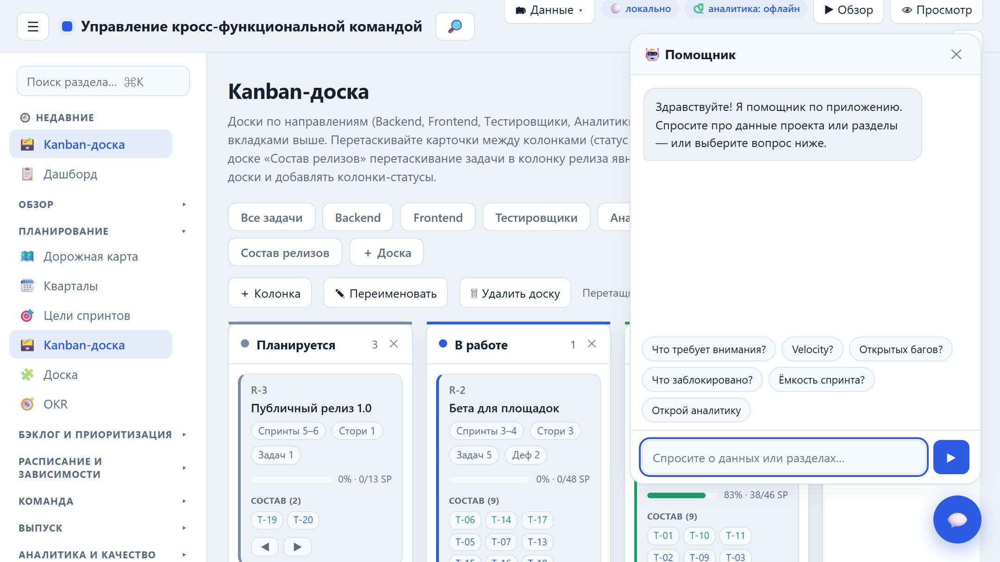 ☰ Управление кросс-функциональной командой
Данные ▾
локально
аналитика: офлайн
▶ Обзор
Просмотр
Поиск раздела... ⌘K
НЕДАВНИЕ
Kanban-доска
Дашборд
ОБЗОР
ПЛАНИРОВАНИЕ
Дорожная карта
Кварталы
Цели спринтов
Kanban-доска
Доска
OKR
БЭКЛОГ И ПРИОРИТИЗАЦИЯ
РАСПИСАНИЕ И
ЗАВИСИМОСТИ
КОМАНДА
ВЫПУСК
АНАЛИТИКА И КАЧЕСТВО
Kanban-доска
Доски по направлениям (Backend, Frontend, Тестировщики, Аналитики
вкладками выше. Перетаскивайте карточки между колонками (статус
доске «Состав релизов» перетаскивание задачи в колонку релиза явн
доски и добавлять колонки-статусы.
Все задачи
Backend
Frontend
Тестировщики
Ана
Состав релизов
+ Доска
+ Колонка
Переименовать
Удалить доску
Перетащи
Планируется 3 ×
R-3
Публичный релиз 1.0
Спринты 5–6
Стори 1
Задач 1
0% · 0/13 SP
СОСТАВ (2)
T-19 T-20
◀ ▶
В работе 1 ×
R-2
Бета для площадок
Спринты 3–4
Стори 3
Задач 5
Деф 2
0% · 0/48 SP
СОСТАВ (9)
T-06 T-14 T-17
T-05 T-07 T-13
T-15 T-16 T-18
83% · 38/46 SP
СОСТАВ (9)
T-01 T-10 T-11
T-02 T-09 T-03
Помощник ×
Здравствуйте! Я помощник по приложению.
Спросите про данные проекта или разделы
— или выберите вопрос ниже.
Что требует внимания?
Velocity?
Открытых багов?
Что заблокировано?
Ёмкость спринта?
Открой аналитику
Спросите о данных или разделах...